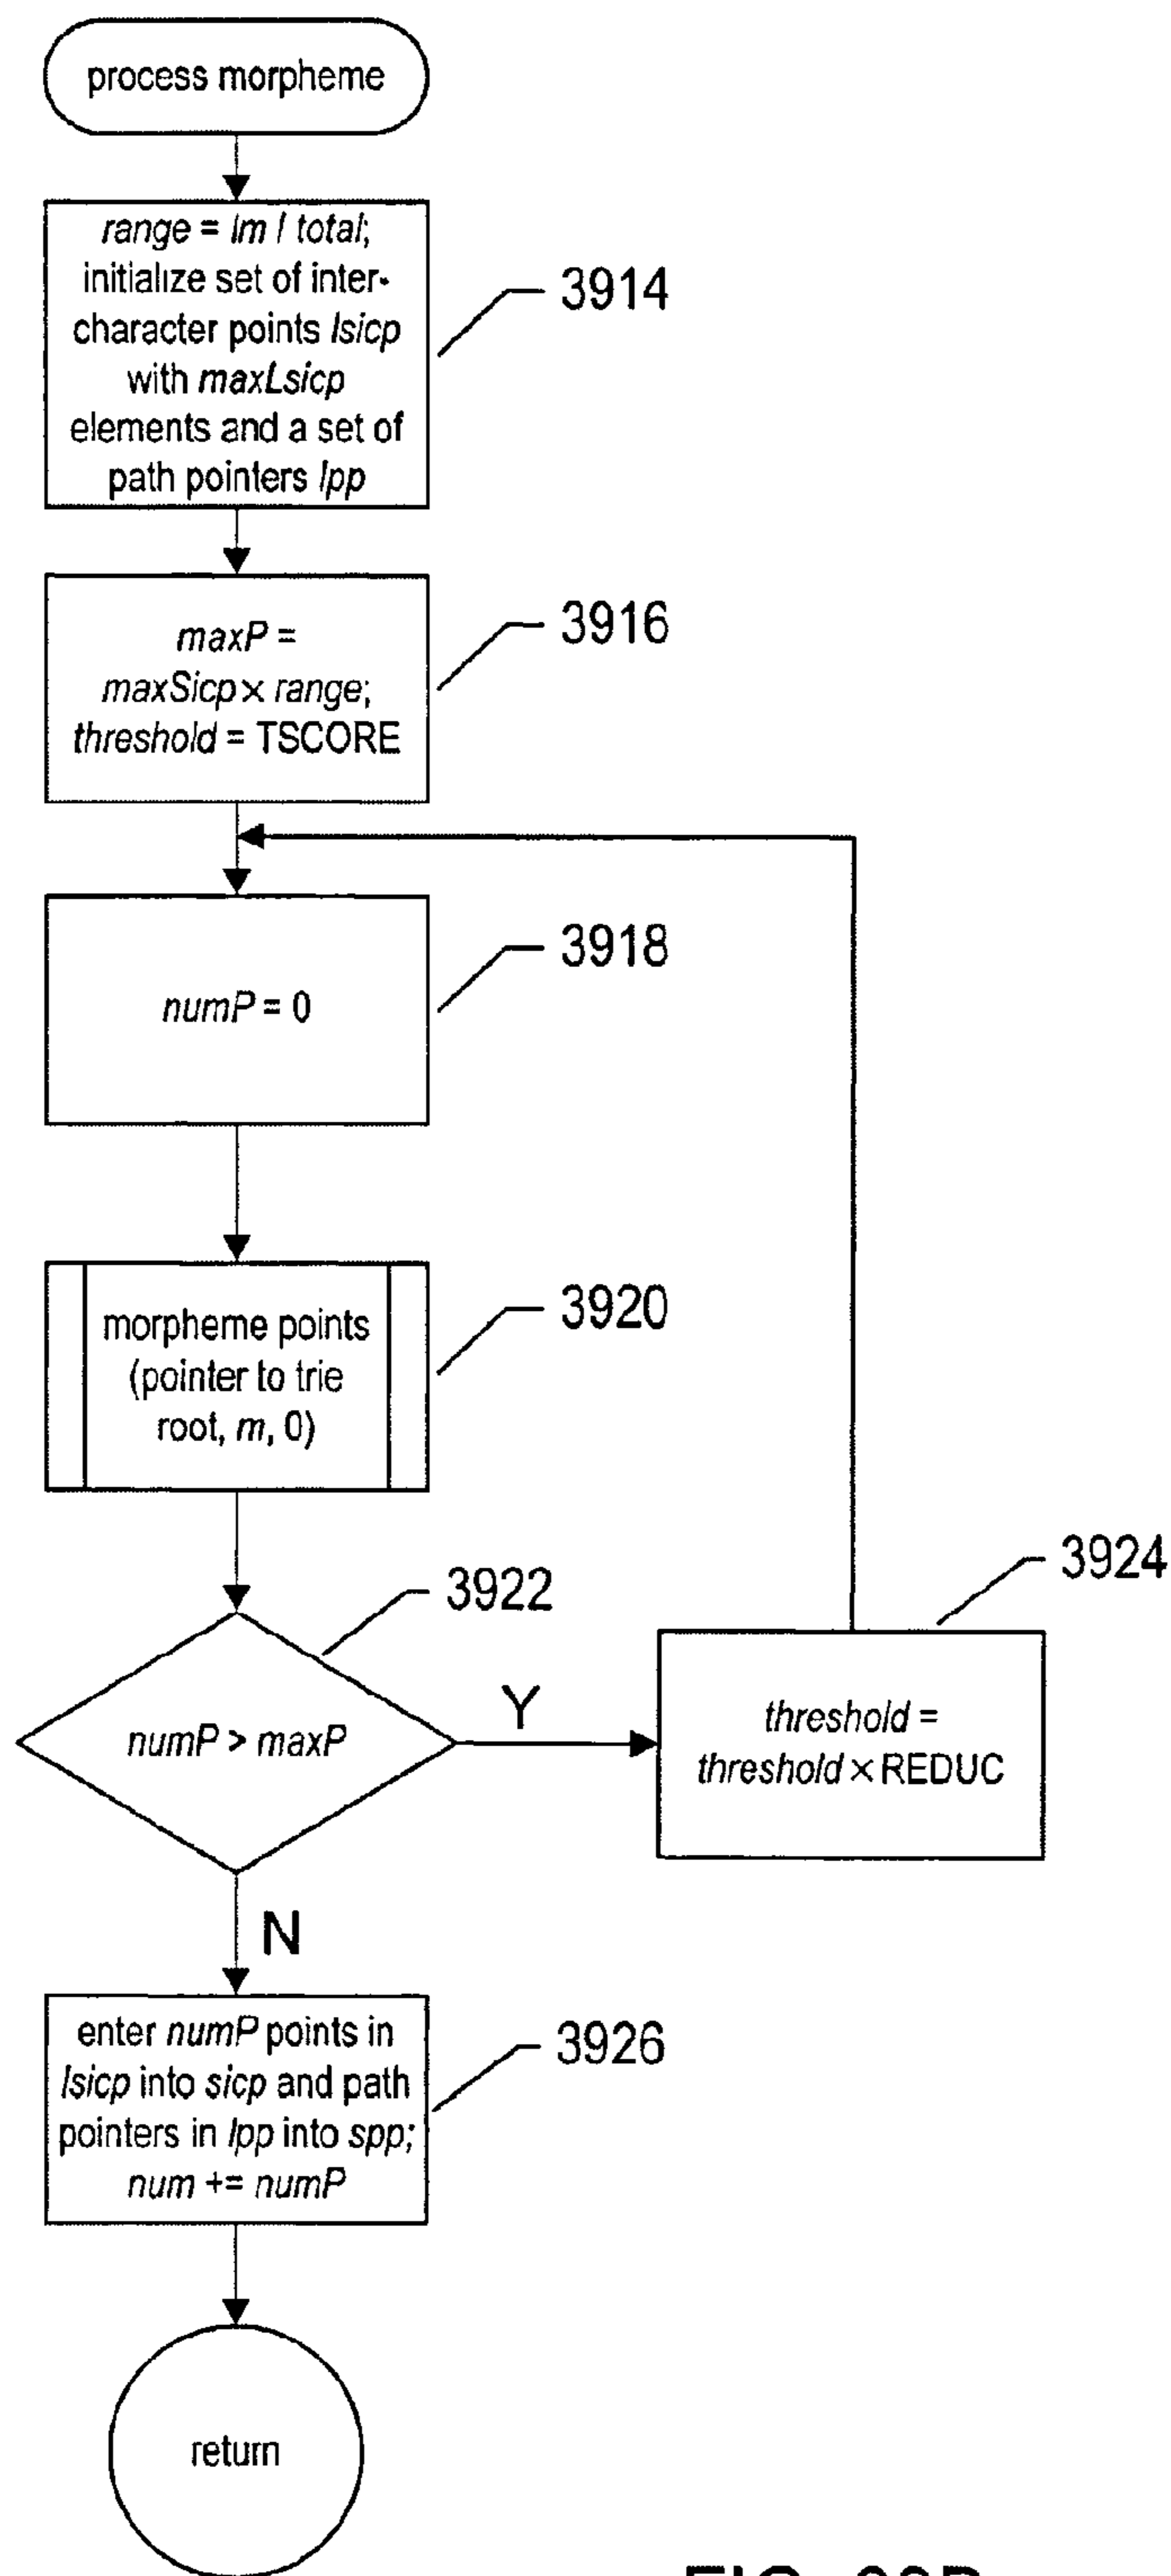 process morpheme
range = lm / total;
initialize set of inter-
character points lsicp
with maxLsicp
elements and a set of
path pointers lpp
3914
maxP =
maxSicp × range;
threshold = TSCORE
3916
numP = 0
3918
morpheme points
(pointer to trie
root, m, 0)
3920
numP > maxP
3922
Y
threshold =
threshold × REDUC
3924
N
enter numP points in
lsicp into sicp and path
pointers in lpp into spp;
num += numP
3926
return